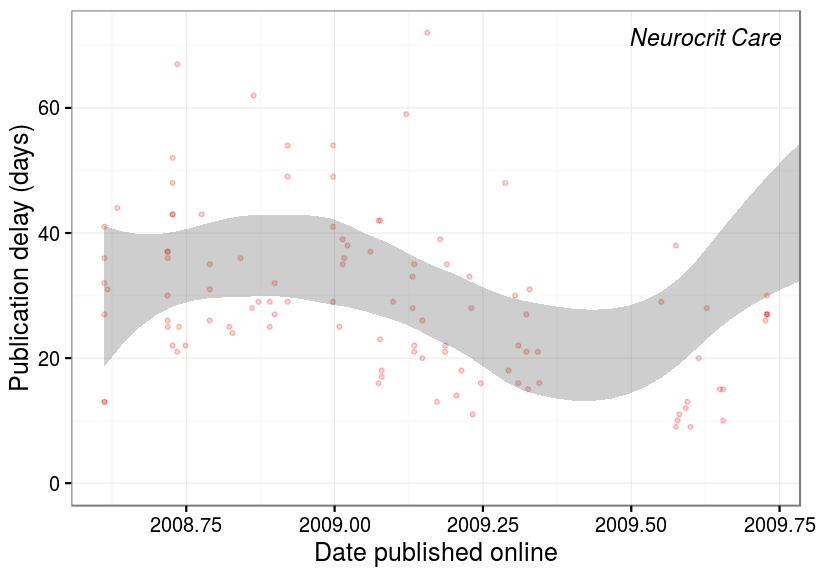 Neurocrit Care
Publication delay (days)
60
40
20
0
2008.75 2009.00 2009.25 2009.50 2009.75
Date published online